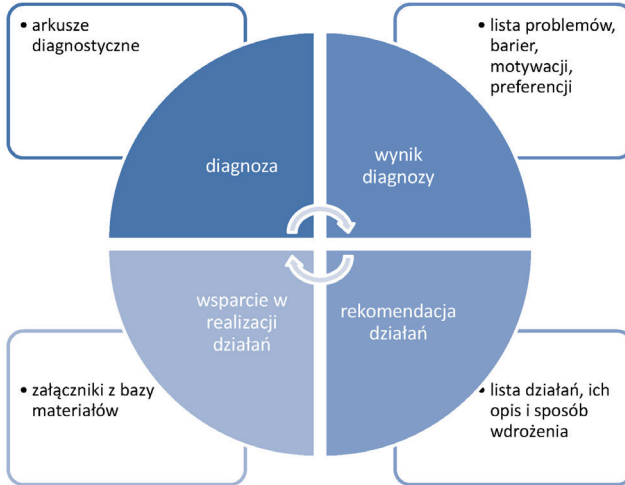 • arkusze
diagnostyczne
• lista problemów,
barier,
motywacji,
preferencji
diagnoza
wynik
diagnozy
wsparcie w
realizacji
działań
rekomendacja
działań
• załączniki z bazy
materiałów
• lista działań, ich
opis i sposób
wdrożenia